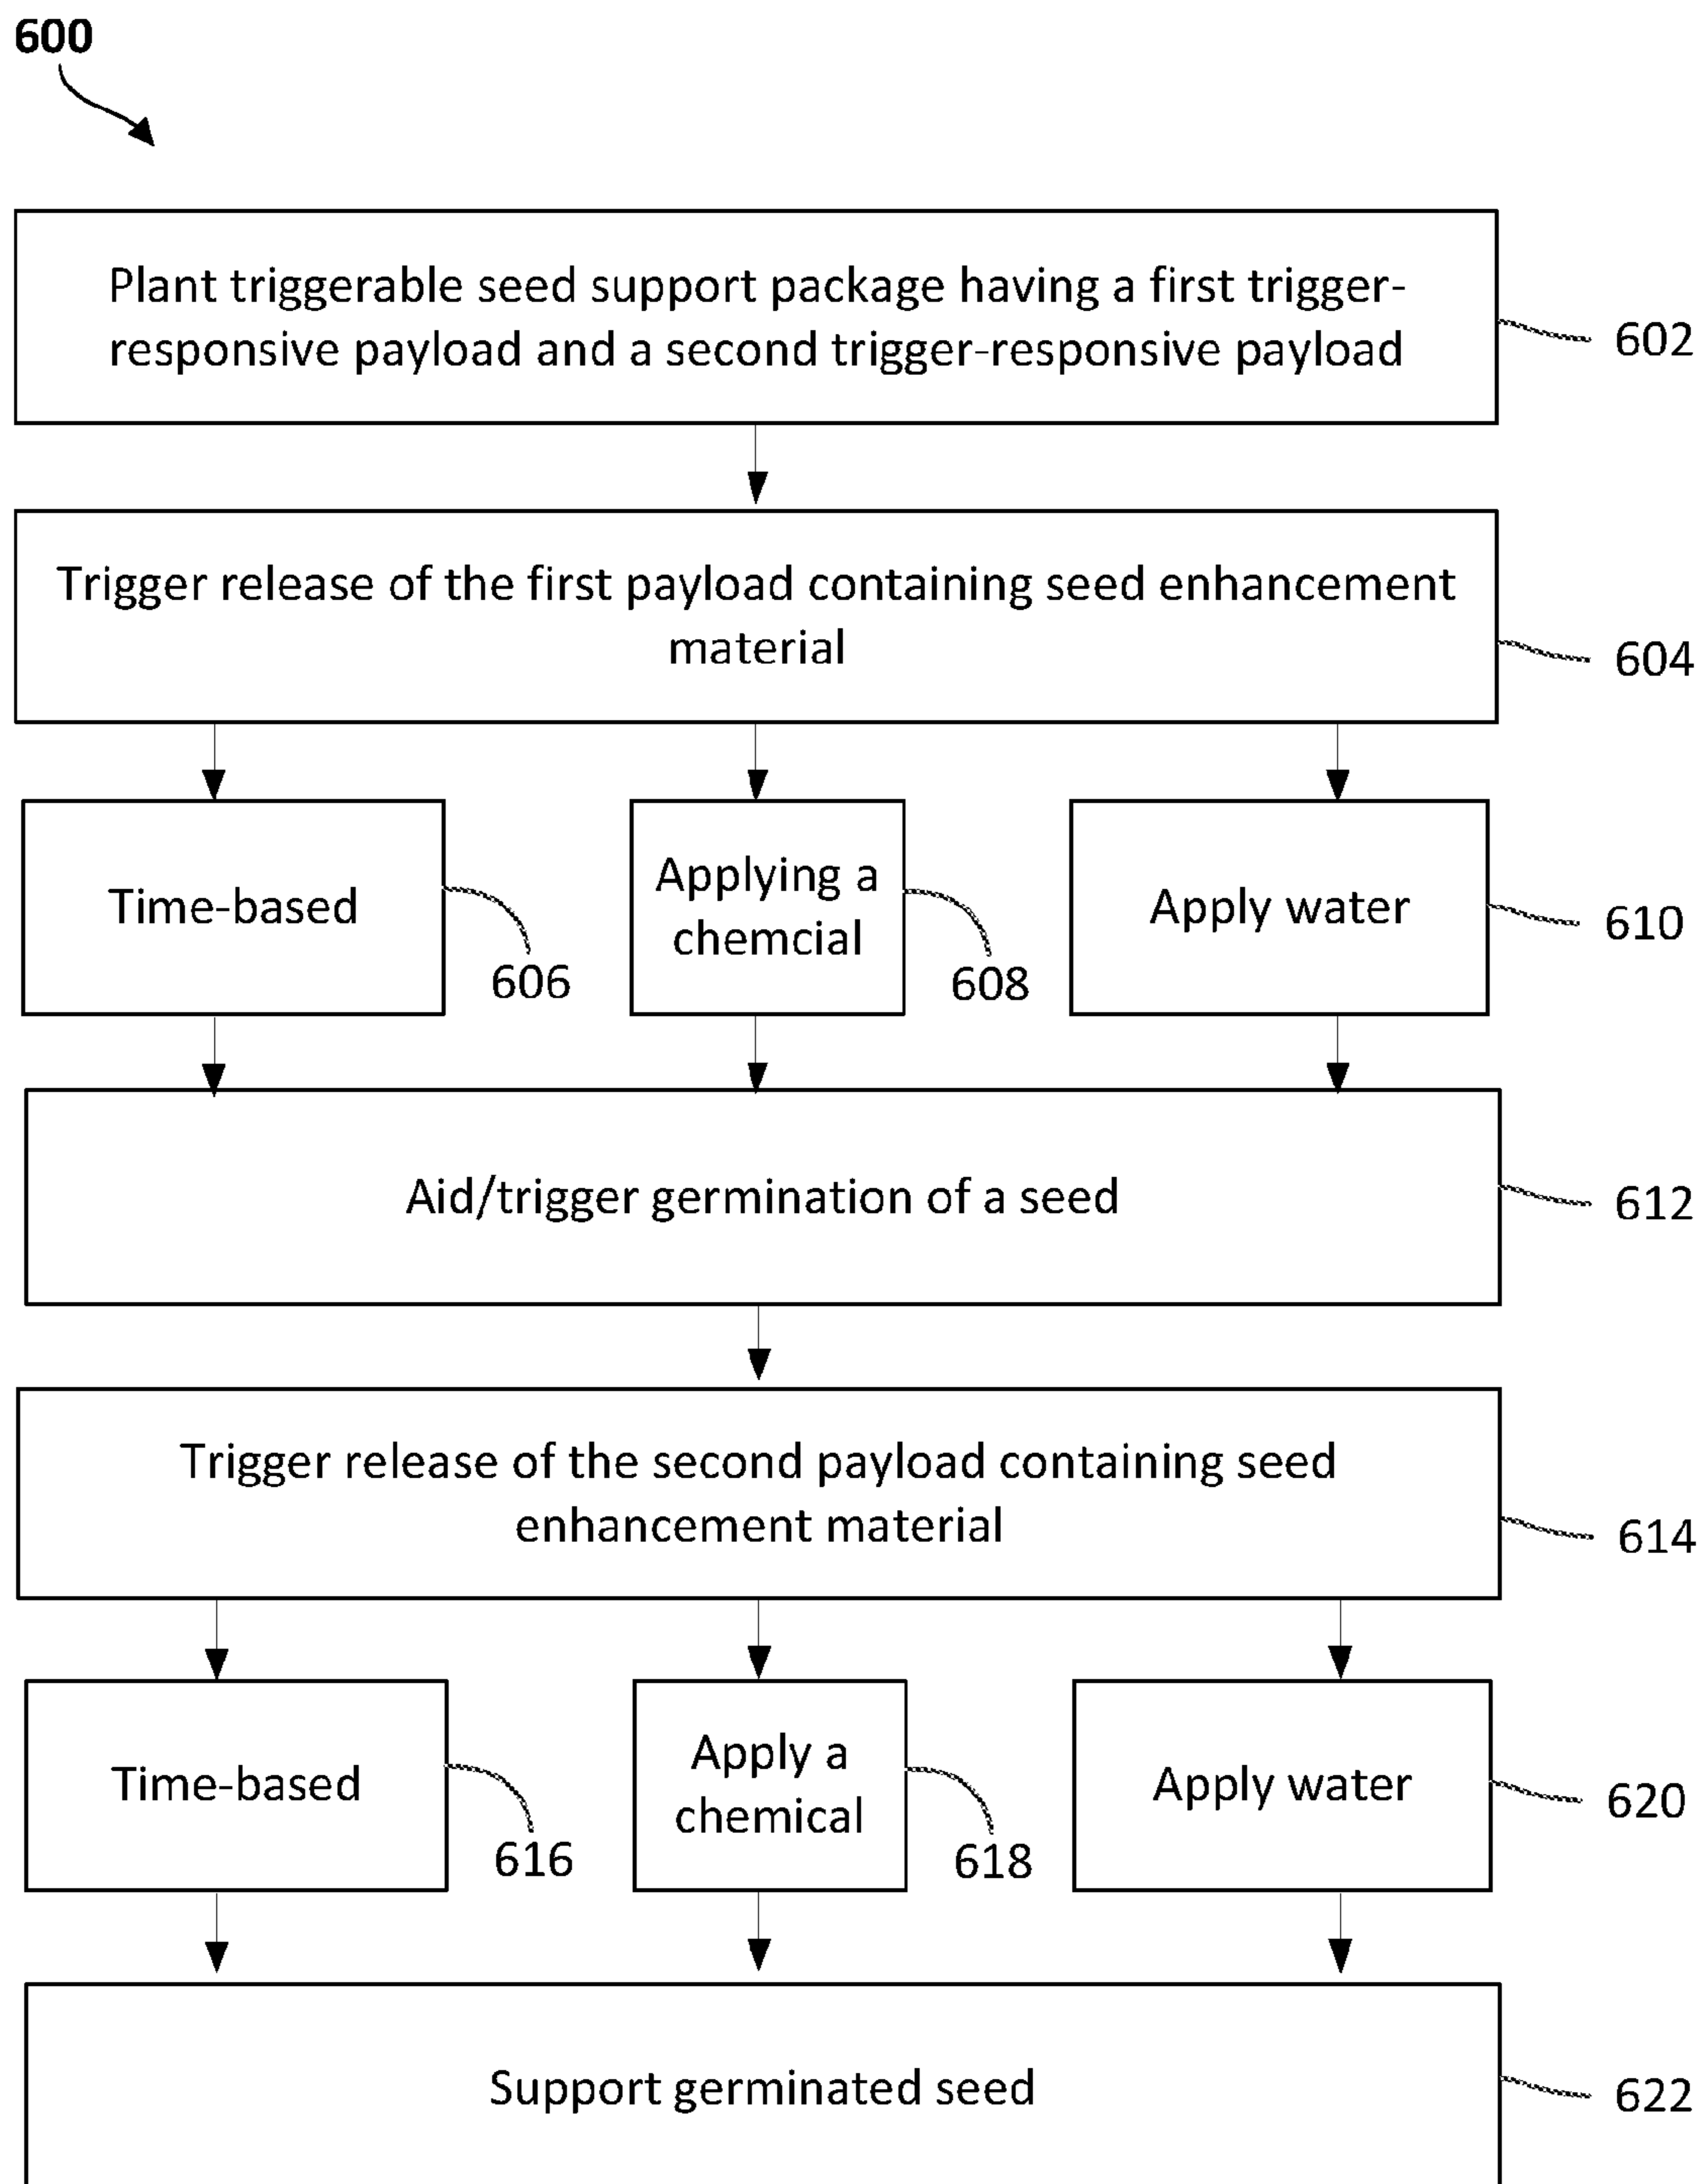 600
Plant triggerable seed support package having a first trigger-
responsive payload and a second trigger-responsive payload
602
Trigger release of the first payload containing seed enhancement
material
604
Time-based
606
Applying a
chemcial
608
Apply water
610
Aid/trigger germination of a seed
612
Trigger release of the second payload containing seed
enhancement material
614
Time-based
616
Apply a
chemical
618
Apply water
620
Support germinated seed
622